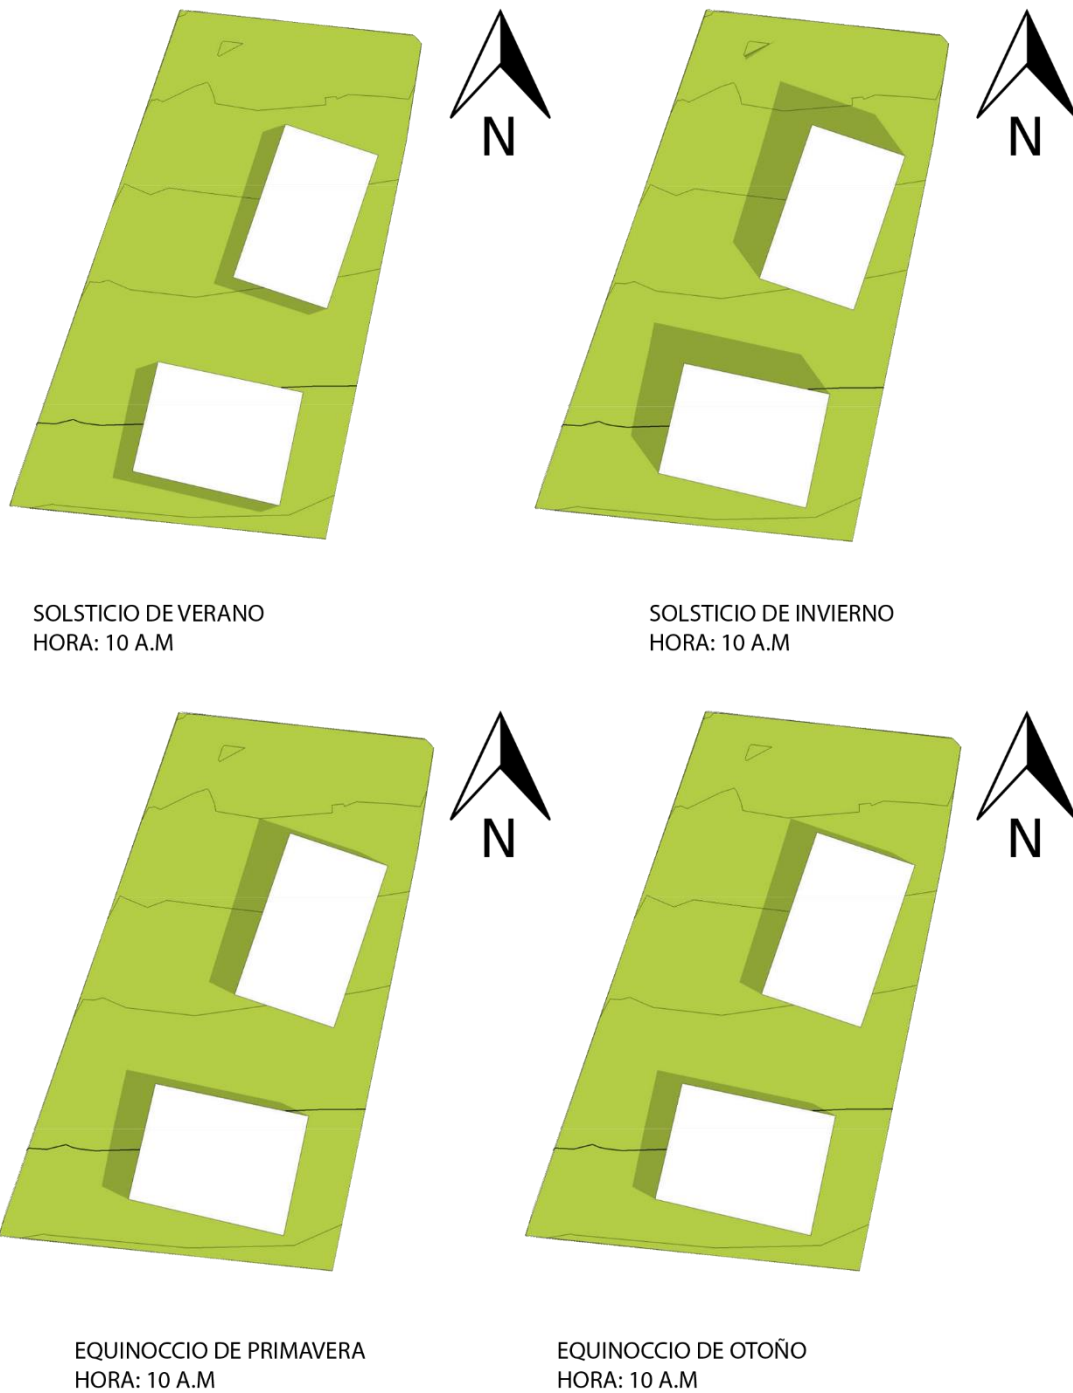 N
N
SOLSTICIO DE VERANO
HORA: 10 A.M
SOLSTICIO DE INVIERNO
HORA: 10 A.M
N
N
EQUINOCCIO DE PRIMAVERA
HORA: 10 A.M
EQUINOCCIO DE OTOÑO
HORA: 10 A.M